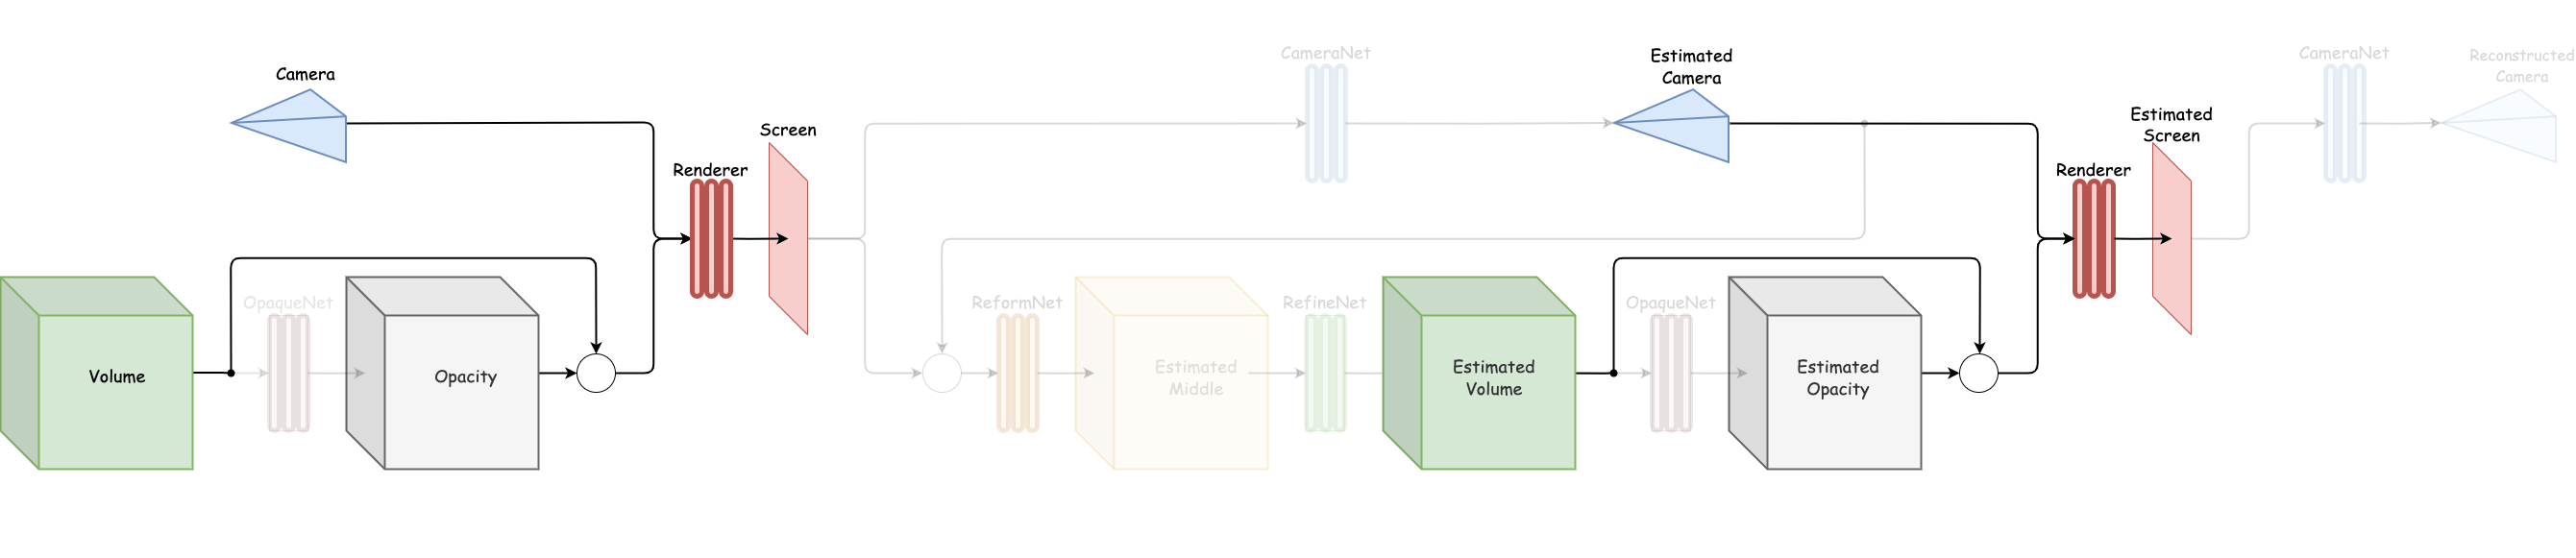 Camera
Renderer
Screen
Volume
OpaqueNet
Opacity
CameraNet
Estimated
Camera
ReformNet
Estimated
Middle
RefineNet
Estimated
Volume
OpaqueNet
Estimated
Opacity
Renderer
Estimated
Screen
CameraNet
Reconstructed
Camera